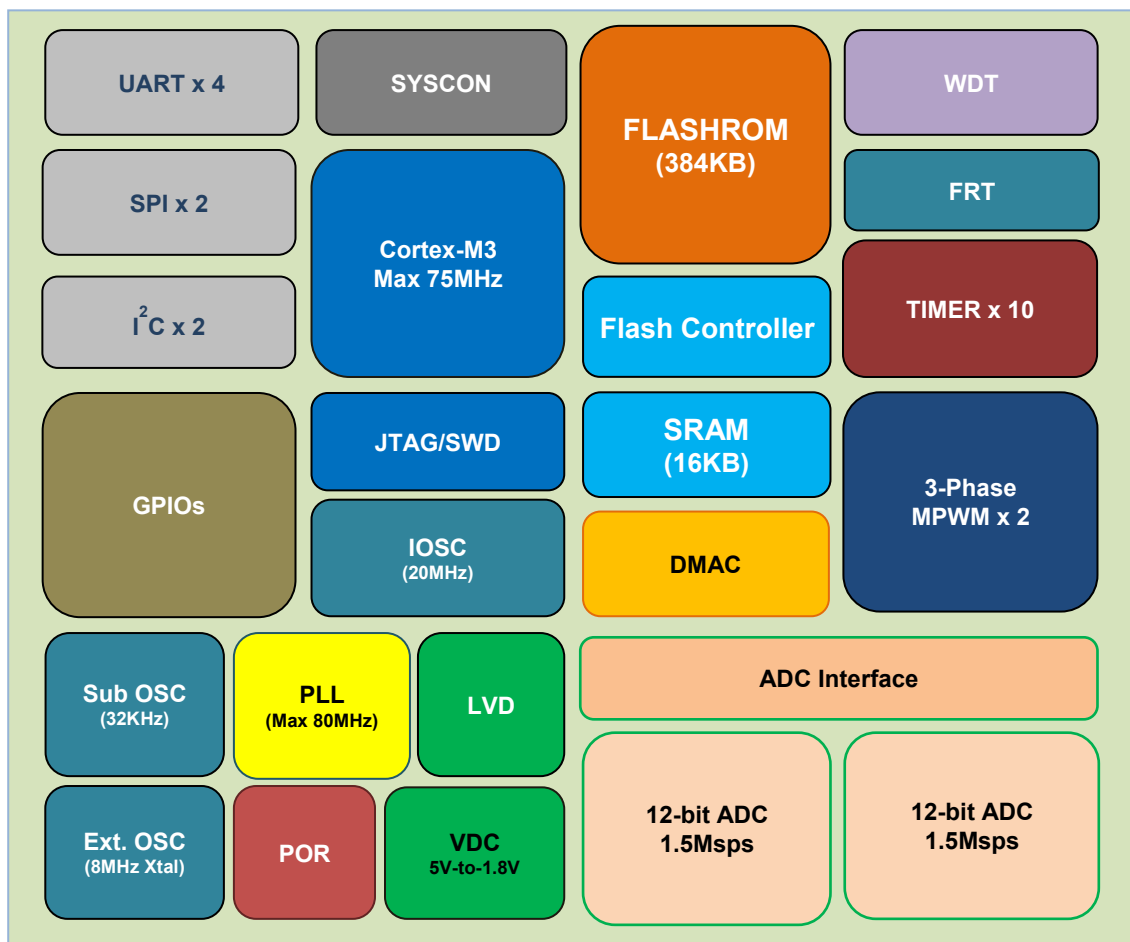 UART x 4
SYSCON
FLASHROM
(384KB)
WDT
SPI x 2
Cortex-M3
Max 75MHz
FRT
I²C x 2
Flash Controller
TIMER x 10
GPIOs
JTAG/SWD
SRAM
(16KB)
3-Phase
MPWM x 2
IOSC
(20MHz)
DMAC
Sub OSC
(32KHz)
PLL
(Max 80MHz)
LVD
ADC Interface
Ext. OSC
(8MHz Xtal)
POR
VDC
5V-to-1.8V
12-bit ADC
1.5Msps
12-bit ADC
1.5Msps